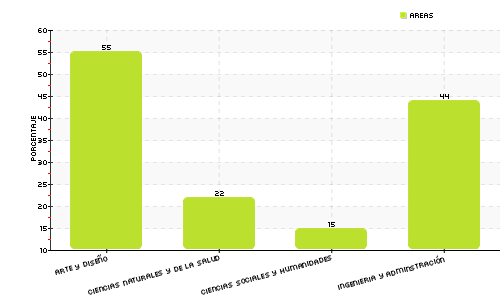 AREAS
PORCENTAJE
60
55
50
45
40
35
30
25
20
15
10
55
22
15
44
ARTE Y DISEÑO
CIENCIAS NATURALES Y DE LA SALUD
CIENCIAS SOCIALES Y HUMANIDADES
INGENIERIA Y ADMINSTRACIÓN